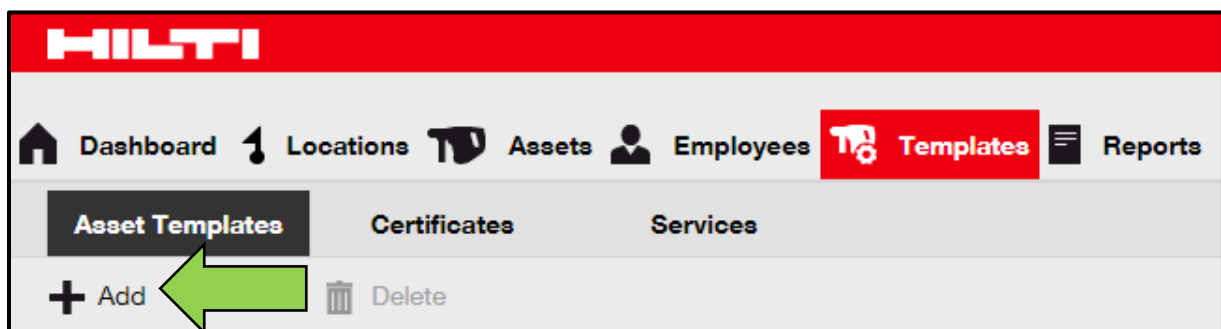 HILTI
Dashboard Locations Assets Employees Templates Reports
Asset Templates Certificates Services
Add Delete